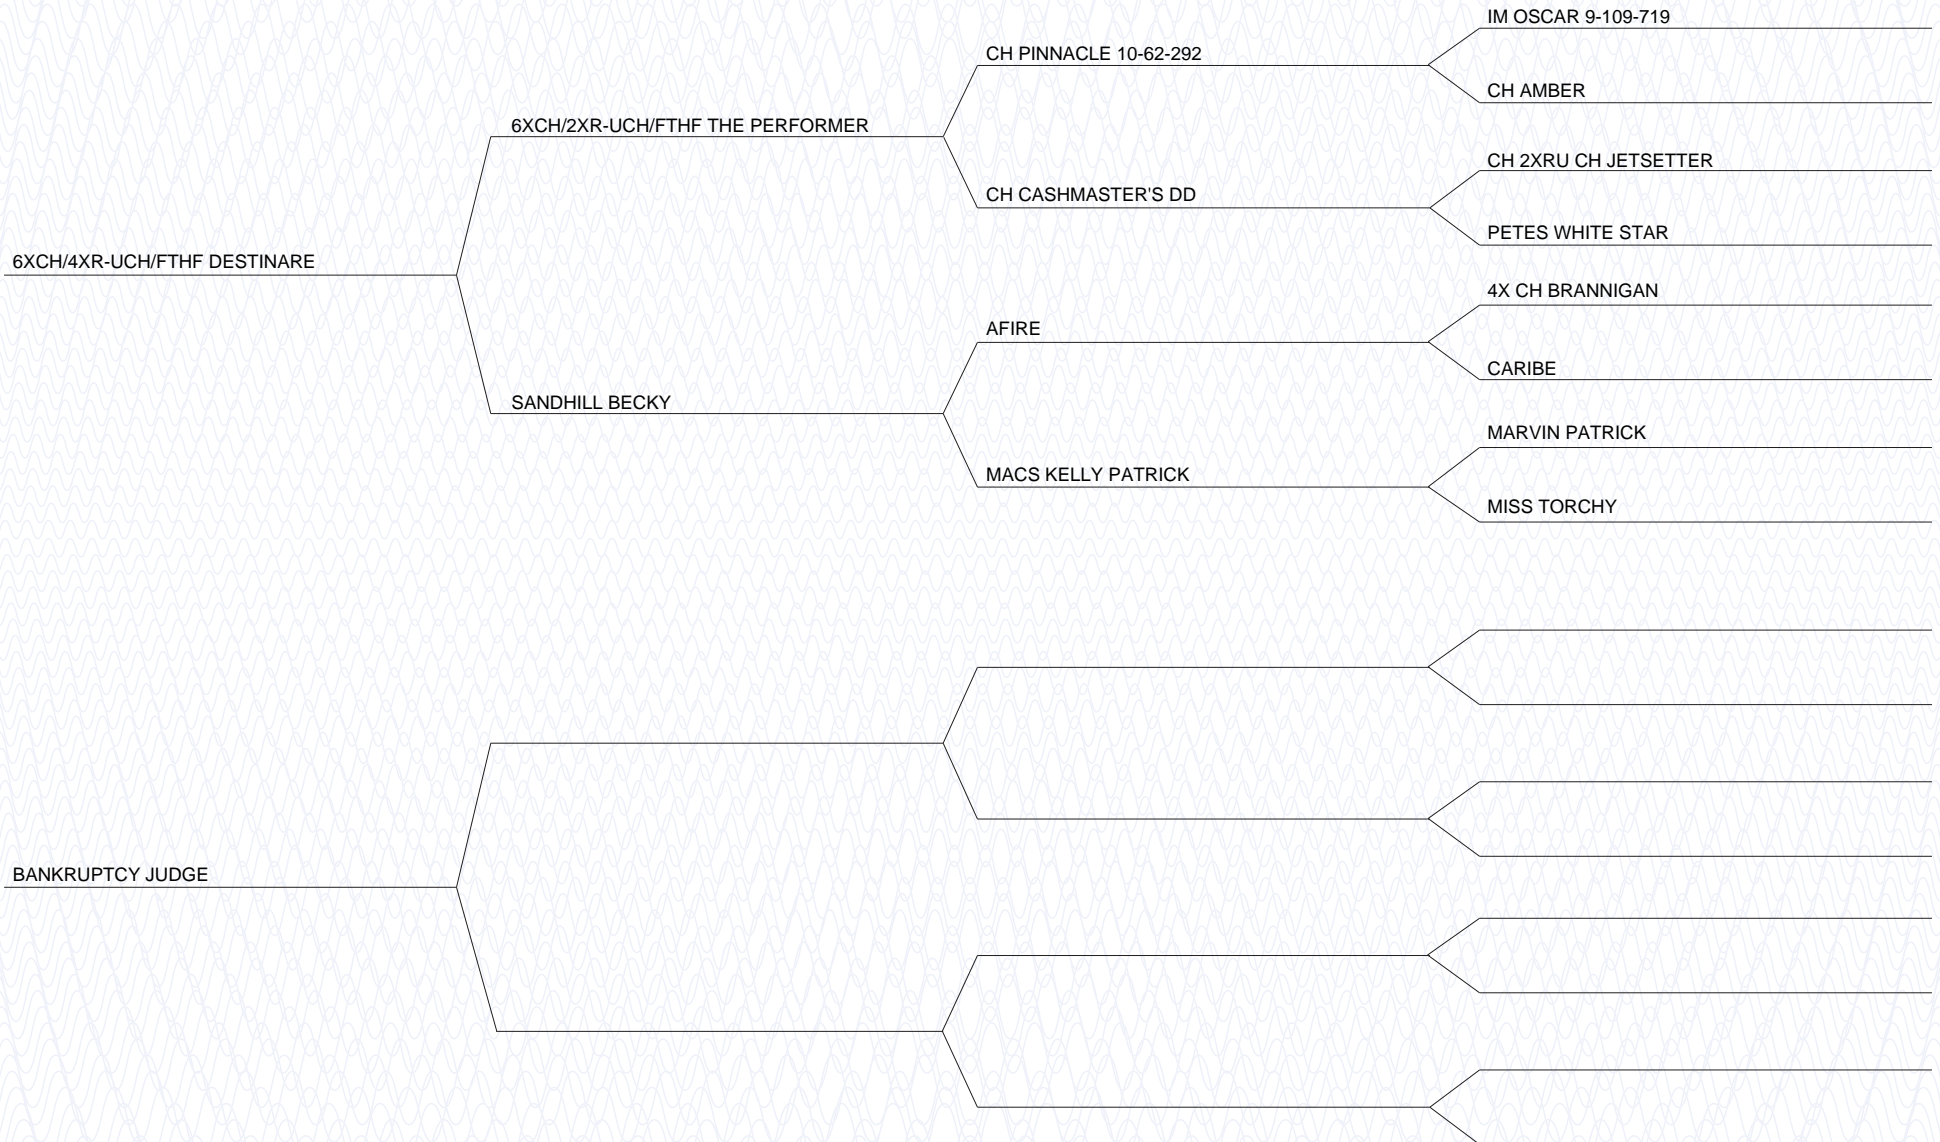 IM OSCAR 9-109-719
CH PINNACLE 10-62-292
CH AMBER
6XCH/2XR-UCH/FTHF THE PERFORMER
CH 2XRU CH JETSETTER
CH CASHMASTER'S DD
PETES WHITE STAR
6XCH/4XR-UCH/FTHF DESTINARE
4X CH BRANNIGAN
AFIRE
CARIBE
SANDHILL BECKY
MARVIN PATRICK
MACS KELLY PATRICK
MISS TORCHY
BANKRUPTCY JUDGE